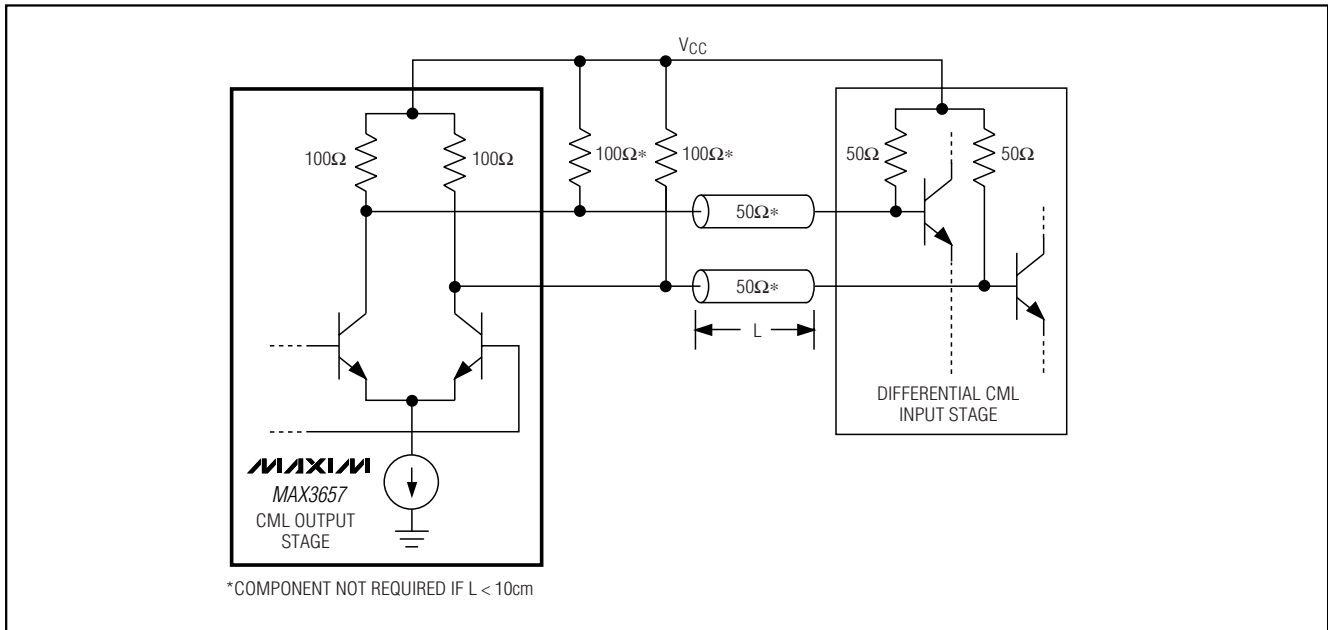 VCC
100Ω
100Ω
100Ω*
100Ω*
50Ω
50Ω
50Ω*
50Ω*
L
DIFFERENTIAL CML
INPUT STAGE
MAXIM
MAX3657
CML OUTPUT
STAGE
*COMPONENT NOT REQUIRED IF L < 10cm